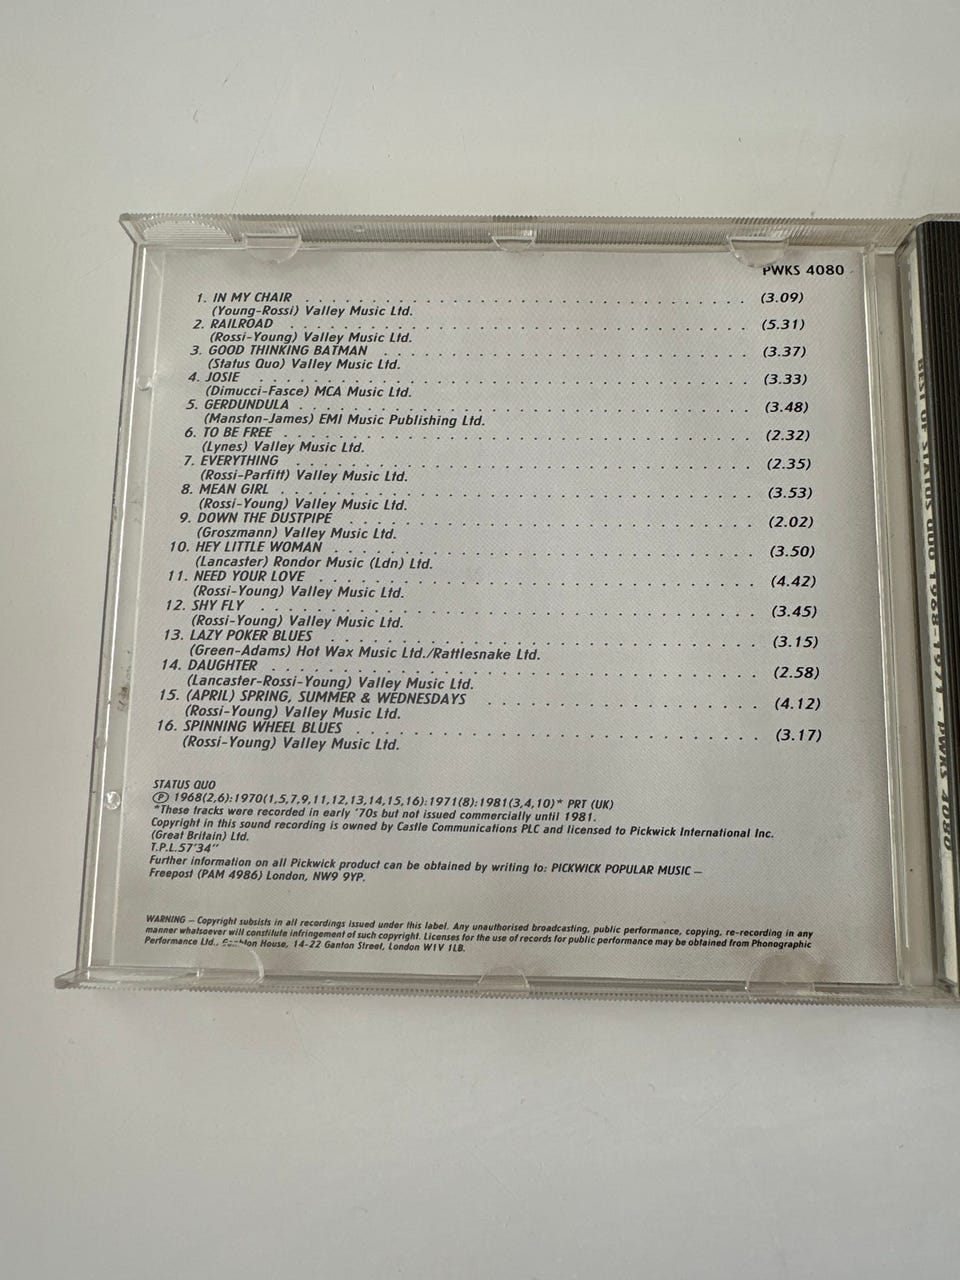 PWKS 4080
1. IN MY CHAIR . . . . . . . . . . . . . . . . . . . . . . . . . . . . . . (3.09)
(Young-Rossi) Valley Music Ltd.
2. RAILROAD . . . . . . . . . . . . . . . . . . . . . . . . . . . . . . (5.31)
(Rossi-Young) Valley Music Ltd.
3. GOOD THINKING BATMAN . . . . . . . . . . . . . . . . . . . . . . . . . (3.37)
(Status Quo) Valley Music Ltd.
4. JOSIE . . . . . . . . . . . . . . . . . . . . . . . . . . . . . . . . . (3.33)
(Dimucci-Fasce) MCA Music Ltd.
5. GERDUNDULA . . . . . . . . . . . . . . . . . . . . . . . . . . . . . . (3.48)
(Manston-James) EMI Music Publishing Ltd.
6. TO BE FREE . . . . . . . . . . . . . . . . . . . . . . . . . . . . . . (2.32)
(Lynes) Valley Music Ltd.
7. EVERYTHING . . . . . . . . . . . . . . . . . . . . . . . . . . . . . . (2.35)
(Rossi-Parfitt) Valley Music Ltd.
8. MEAN GIRL . . . . . . . . . . . . . . . . . . . . . . . . . . . . . . . (3.53)
(Rossi-Young) Valley Music Ltd.
9. DOWN THE DUSTPIPE . . . . . . . . . . . . . . . . . . . . . . . . . . . (2.02)
(Groszmann) Valley Music Ltd.
10. HEY LITTLE WOMAN . . . . . . . . . . . . . . . . . . . . . . . . . . . (3.50)
(Lancaster) Rondor Music (Ldn) Ltd.
11. NEED YOUR LOVE . . . . . . . . . . . . . . . . . . . . . . . . . . . . (4.42)
(Rossi-Young) Valley Music Ltd.
12. SHY FLY . . . . . . . . . . . . . . . . . . . . . . . . . . . . . . . . (3.45)
(Rossi-Young) Valley Music Ltd.
13. LAZY POKER BLUES . . . . . . . . . . . . . . . . . . . . . . . . . . . (3.15)
(Green-Adams) Hot Wax Music Ltd./Rattlesnake Ltd.
14. DAUGHTER . . . . . . . . . . . . . . . . . . . . . . . . . . . . . . . (2.58)
(Lancaster-Rossi-Young) Valley Music Ltd.
15. (APRIL) SPRING, SUMMER & WEDNESDAYS . . . . . . . . . . . . . . . . . . (4.12)
(Rossi-Young) Valley Music Ltd.
16. SPINNING WHEEL BLUES . . . . . . . . . . . . . . . . . . . . . . . . . (3.17)
(Rossi-Young) Valley Music Ltd.
STATUS QUO
℗ 1968(2,6):1970(1,5,7,9,11,12,13,14,15,16):1971(8):1981(3,4,10)* PRT (UK)
*These tracks were recorded in early '70s but not issued commercially until 1981.
Copyright in this sound recording is owned by Castle Communications PLC and licensed to Pickwick International Inc.
(Great Britain) Ltd.
T.P.L.57'34"
Further information on all Pickwick product can be obtained by writing to: PICKWICK POPULAR MUSIC –
Freepost (PAM 4986) London, NW9 9YP.
WARNING – Copyright subsists in all recordings issued under this label. Any unauthorised broadcasting, public performance, copying, re-recording in any
manner whatsoever will constitute infringement of such copyright. Licenses for the use of records for public performance may be obtained from Phonographic
Performance Ltd., House, 14-22 Ganton Street, London W1V 1LB.
BEST OF STATUS QUO 1968-1971 · PWKS 4080